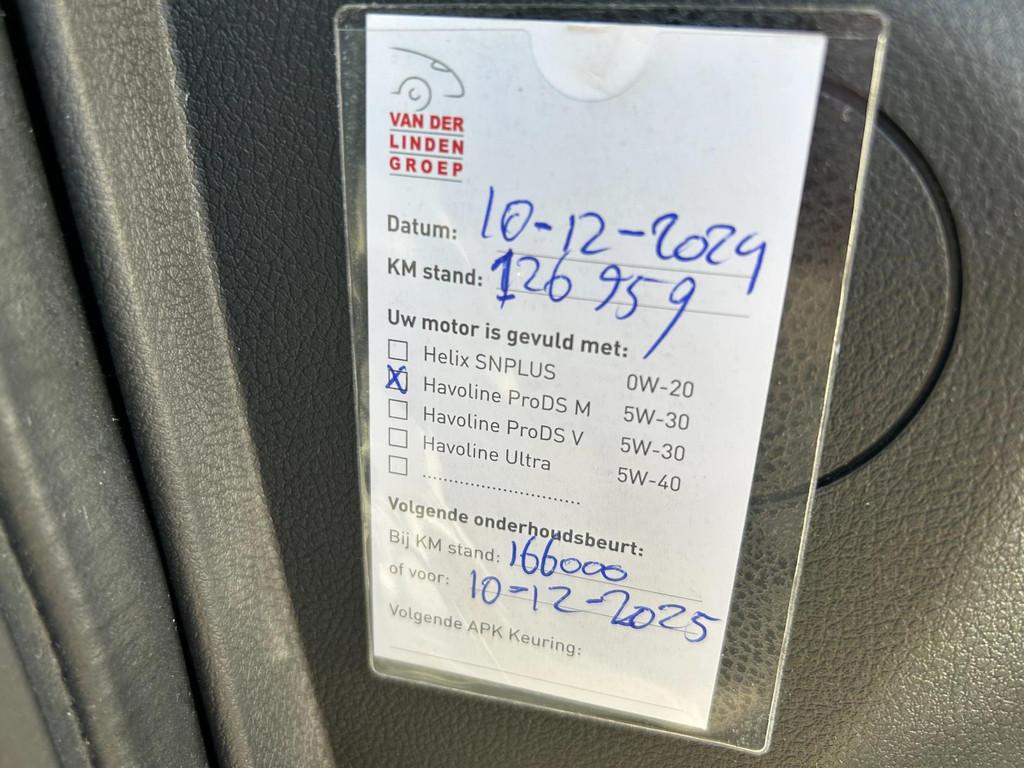 VAN DER
LINDEN
GROEP
Datum: 10-12-2024
KM stand: 126 959
Uw motor is gevuld met:
Helix SNPLUS 0W-20
X Havoline ProDS M 5W-30
Havoline ProDS V 5W-30
Havoline Ultra 5W-40
............................
Volgende onderhoudsbeurt:
Bij KM stand: 166000
of voor: 10-12-2025
Volgende APK Keuring: